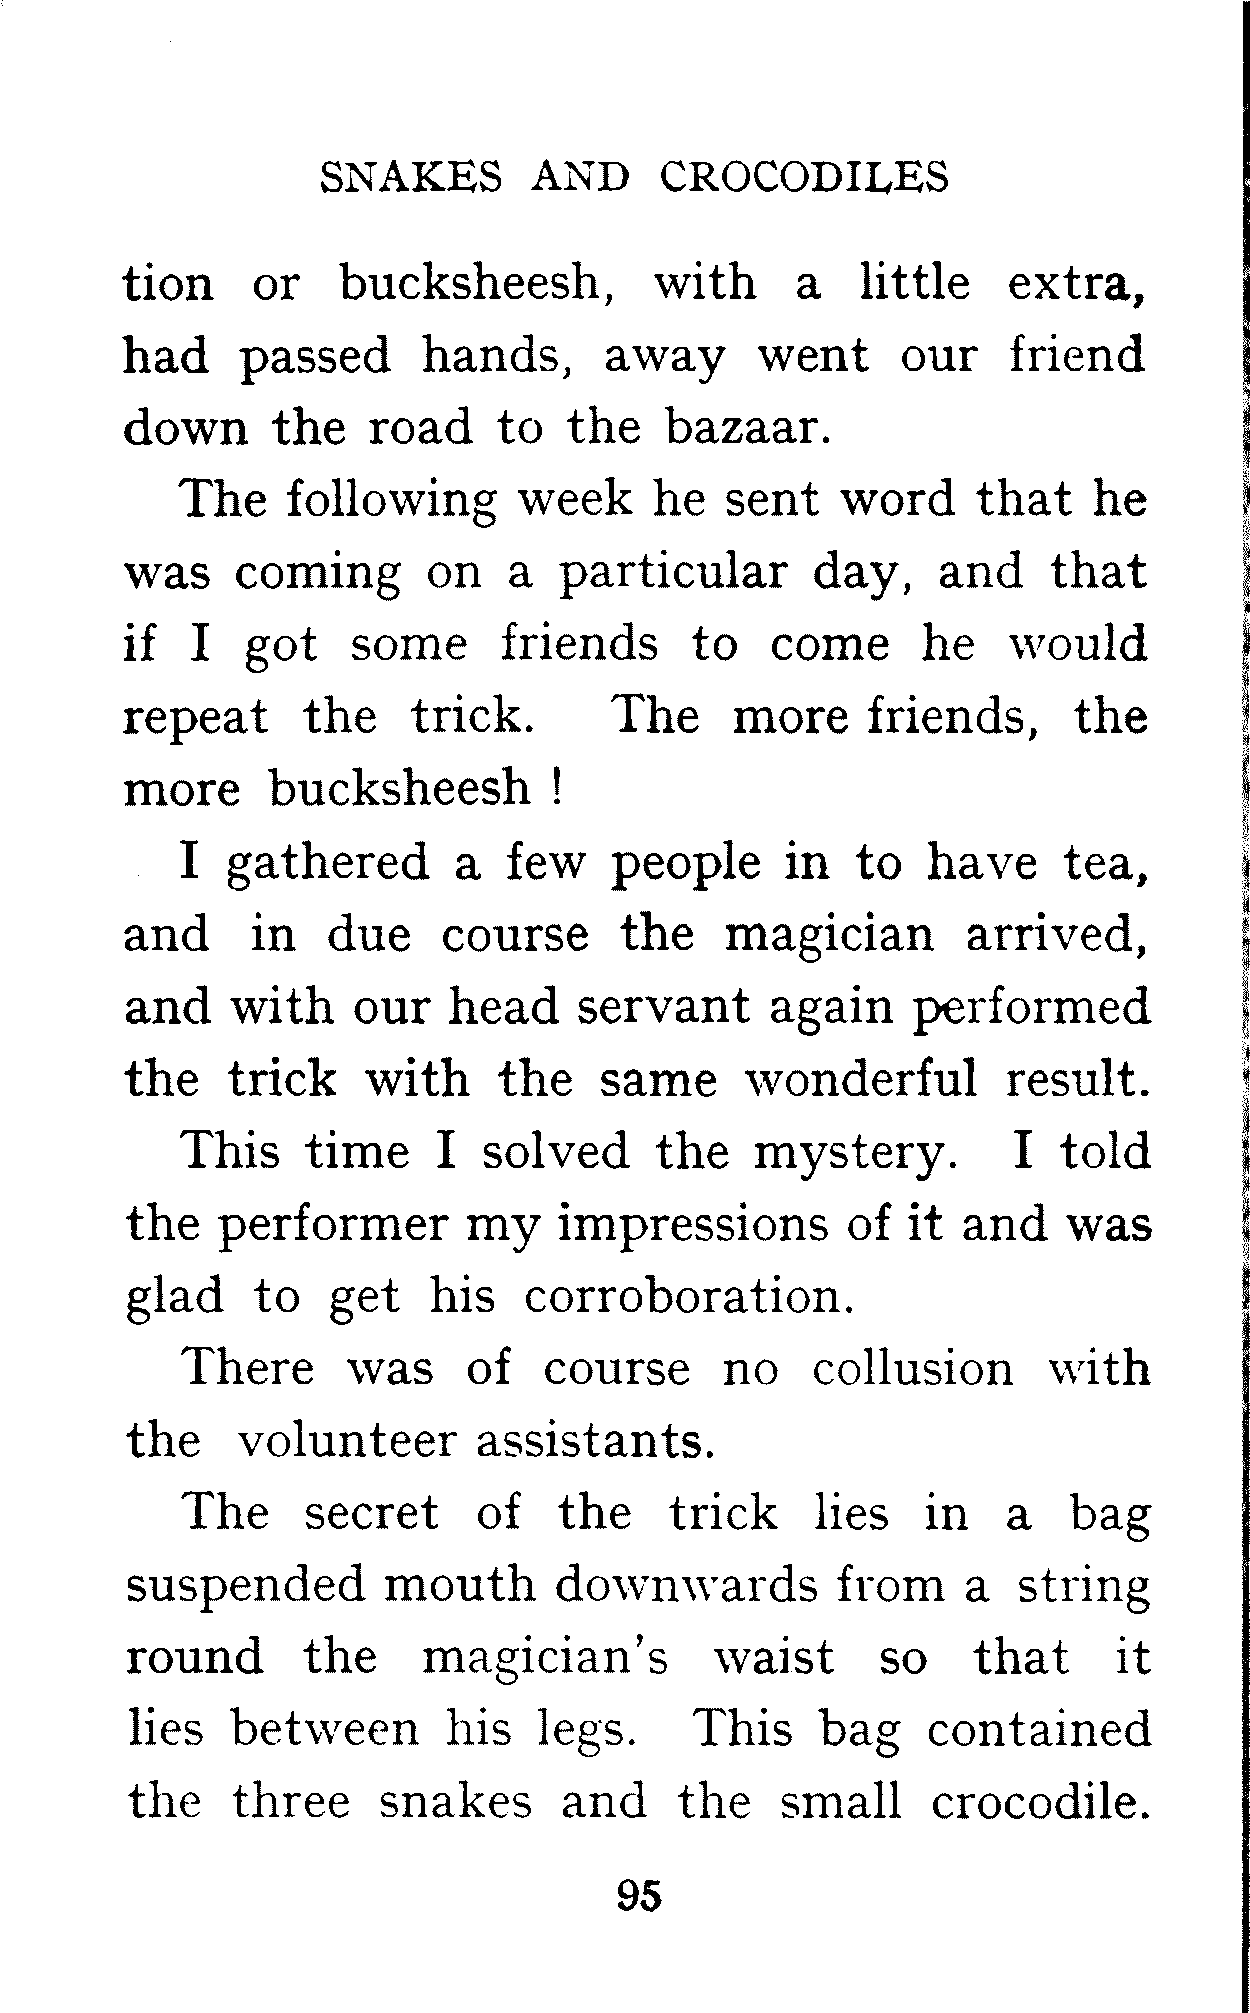 SNAKES AND CROCODILES
tion or bucksheesh, with a little extra,
had passed hands, away went our friend
down the road to the bazaar.
The following week he sent word that he
was coming on a particular day, and that
if I got some friends to come he would
repeat the trick. The more friends, the
more bucksheesh !
I gathered a few people in to have tea,
and in due course the magician arrived,
and with our head servant again performed
the trick with the same wonderful result.
This time I solved the mystery. I told
the performer my impressions of it and was
glad to get his corroboration.
There was of course no collusion with
the volunteer assistants.
The secret of the trick lies in a bag
suspended mouth downwards from a string
round the magician's waist so that it
lies between his legs. This bag contained
the three snakes and the small crocodile.
95